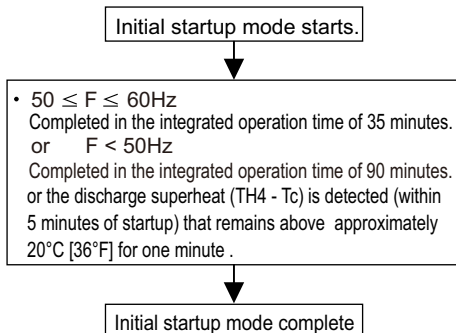 Initial startup mode starts.
• 50 ≤ F ≤ 60Hz
Completed in the integrated operation time of 35 minutes.
or F < 50Hz
Completed in the integrated operation time of 90 minutes.
or the discharge superheat (TH4 - Tc) is detected (within
5 minutes of startup) that remains above approximately
20°C [36°F] for one minute .
Initial startup mode complete